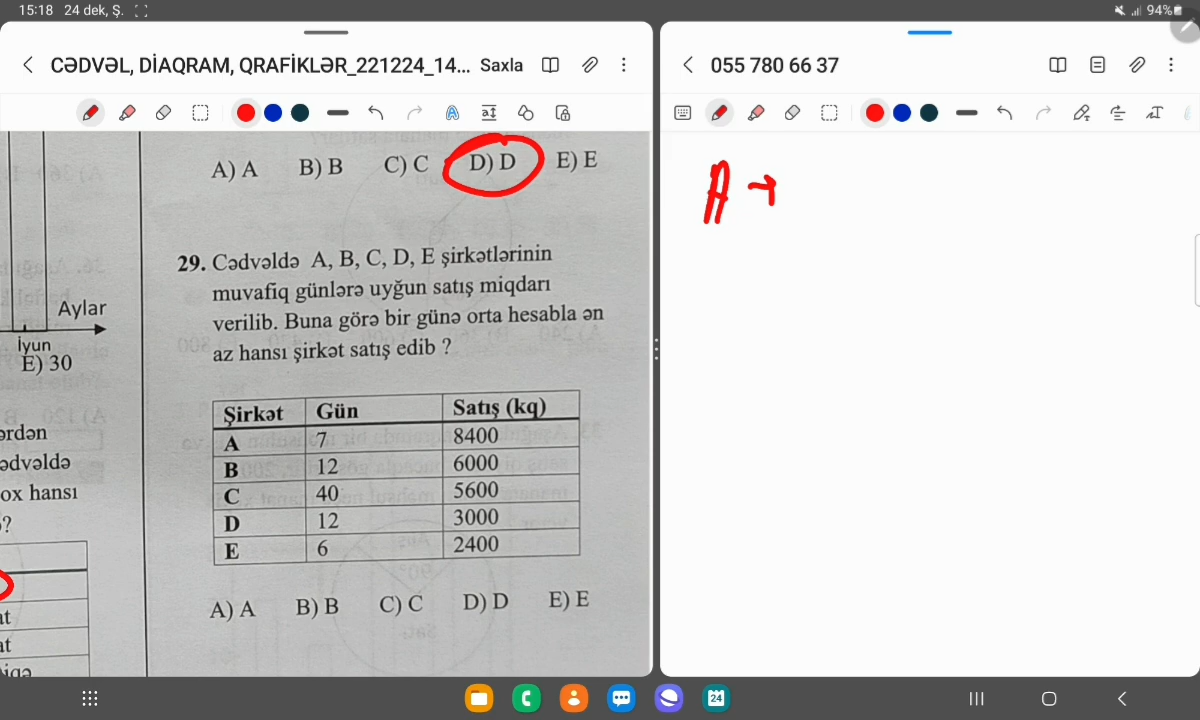 15:18 24 dek, Ş. 94%
CƏDVƏL, DİAQRAM, QRAFİKLƏR_221224_14... Saxla
A) A B) B C) C D) D E) E
29. Cədvəldə A, B, C, D, E şirkətlərinin
muvafiq günlərə uyğun satış miqdarı
verilib. Buna görə bir günə orta hesabla ən
az hansı şirkət satış edib ?
Şirkət Gün Satış (kq)
A 7 8400
B 12 6000
C 40 5600
D 12 3000
E 6 2400
A) A B) B C) C D) D E) E
Aylar
İyun
E) 30
ərdən
ədvəldə
ox hansı
?
at
at
055 780 66 37
A →
24